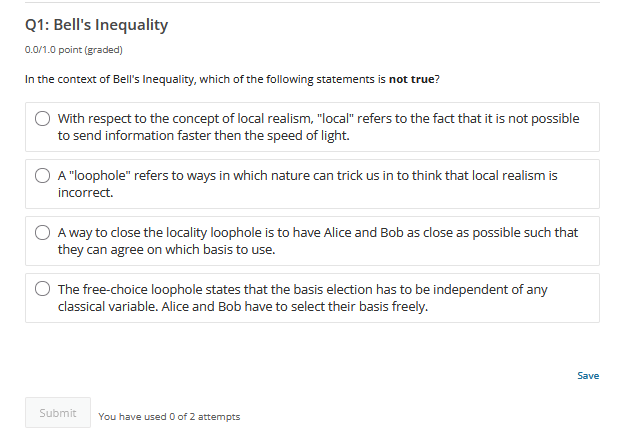 Q1: Bell's Inequality
0.0/1.0 point (graded)
In the context of Bell's Inequality, which of the following statements is not true?
With respect to the concept of local realism, "local" refers to the fact that it is not possible
to send information faster then the speed of light.
A "loophole" refers to ways in which nature can trick us in to think that local realism is
incorrect.
A way to close the locality loophole is to have Alice and Bob as close as possible such that
they can agree on which basis to use.
The free-choice loophole states that the basis election has to be independent of any
classical variable. Alice and Bob have to select their basis freely.
Save
Submit
You have used 0 of 2 attempts